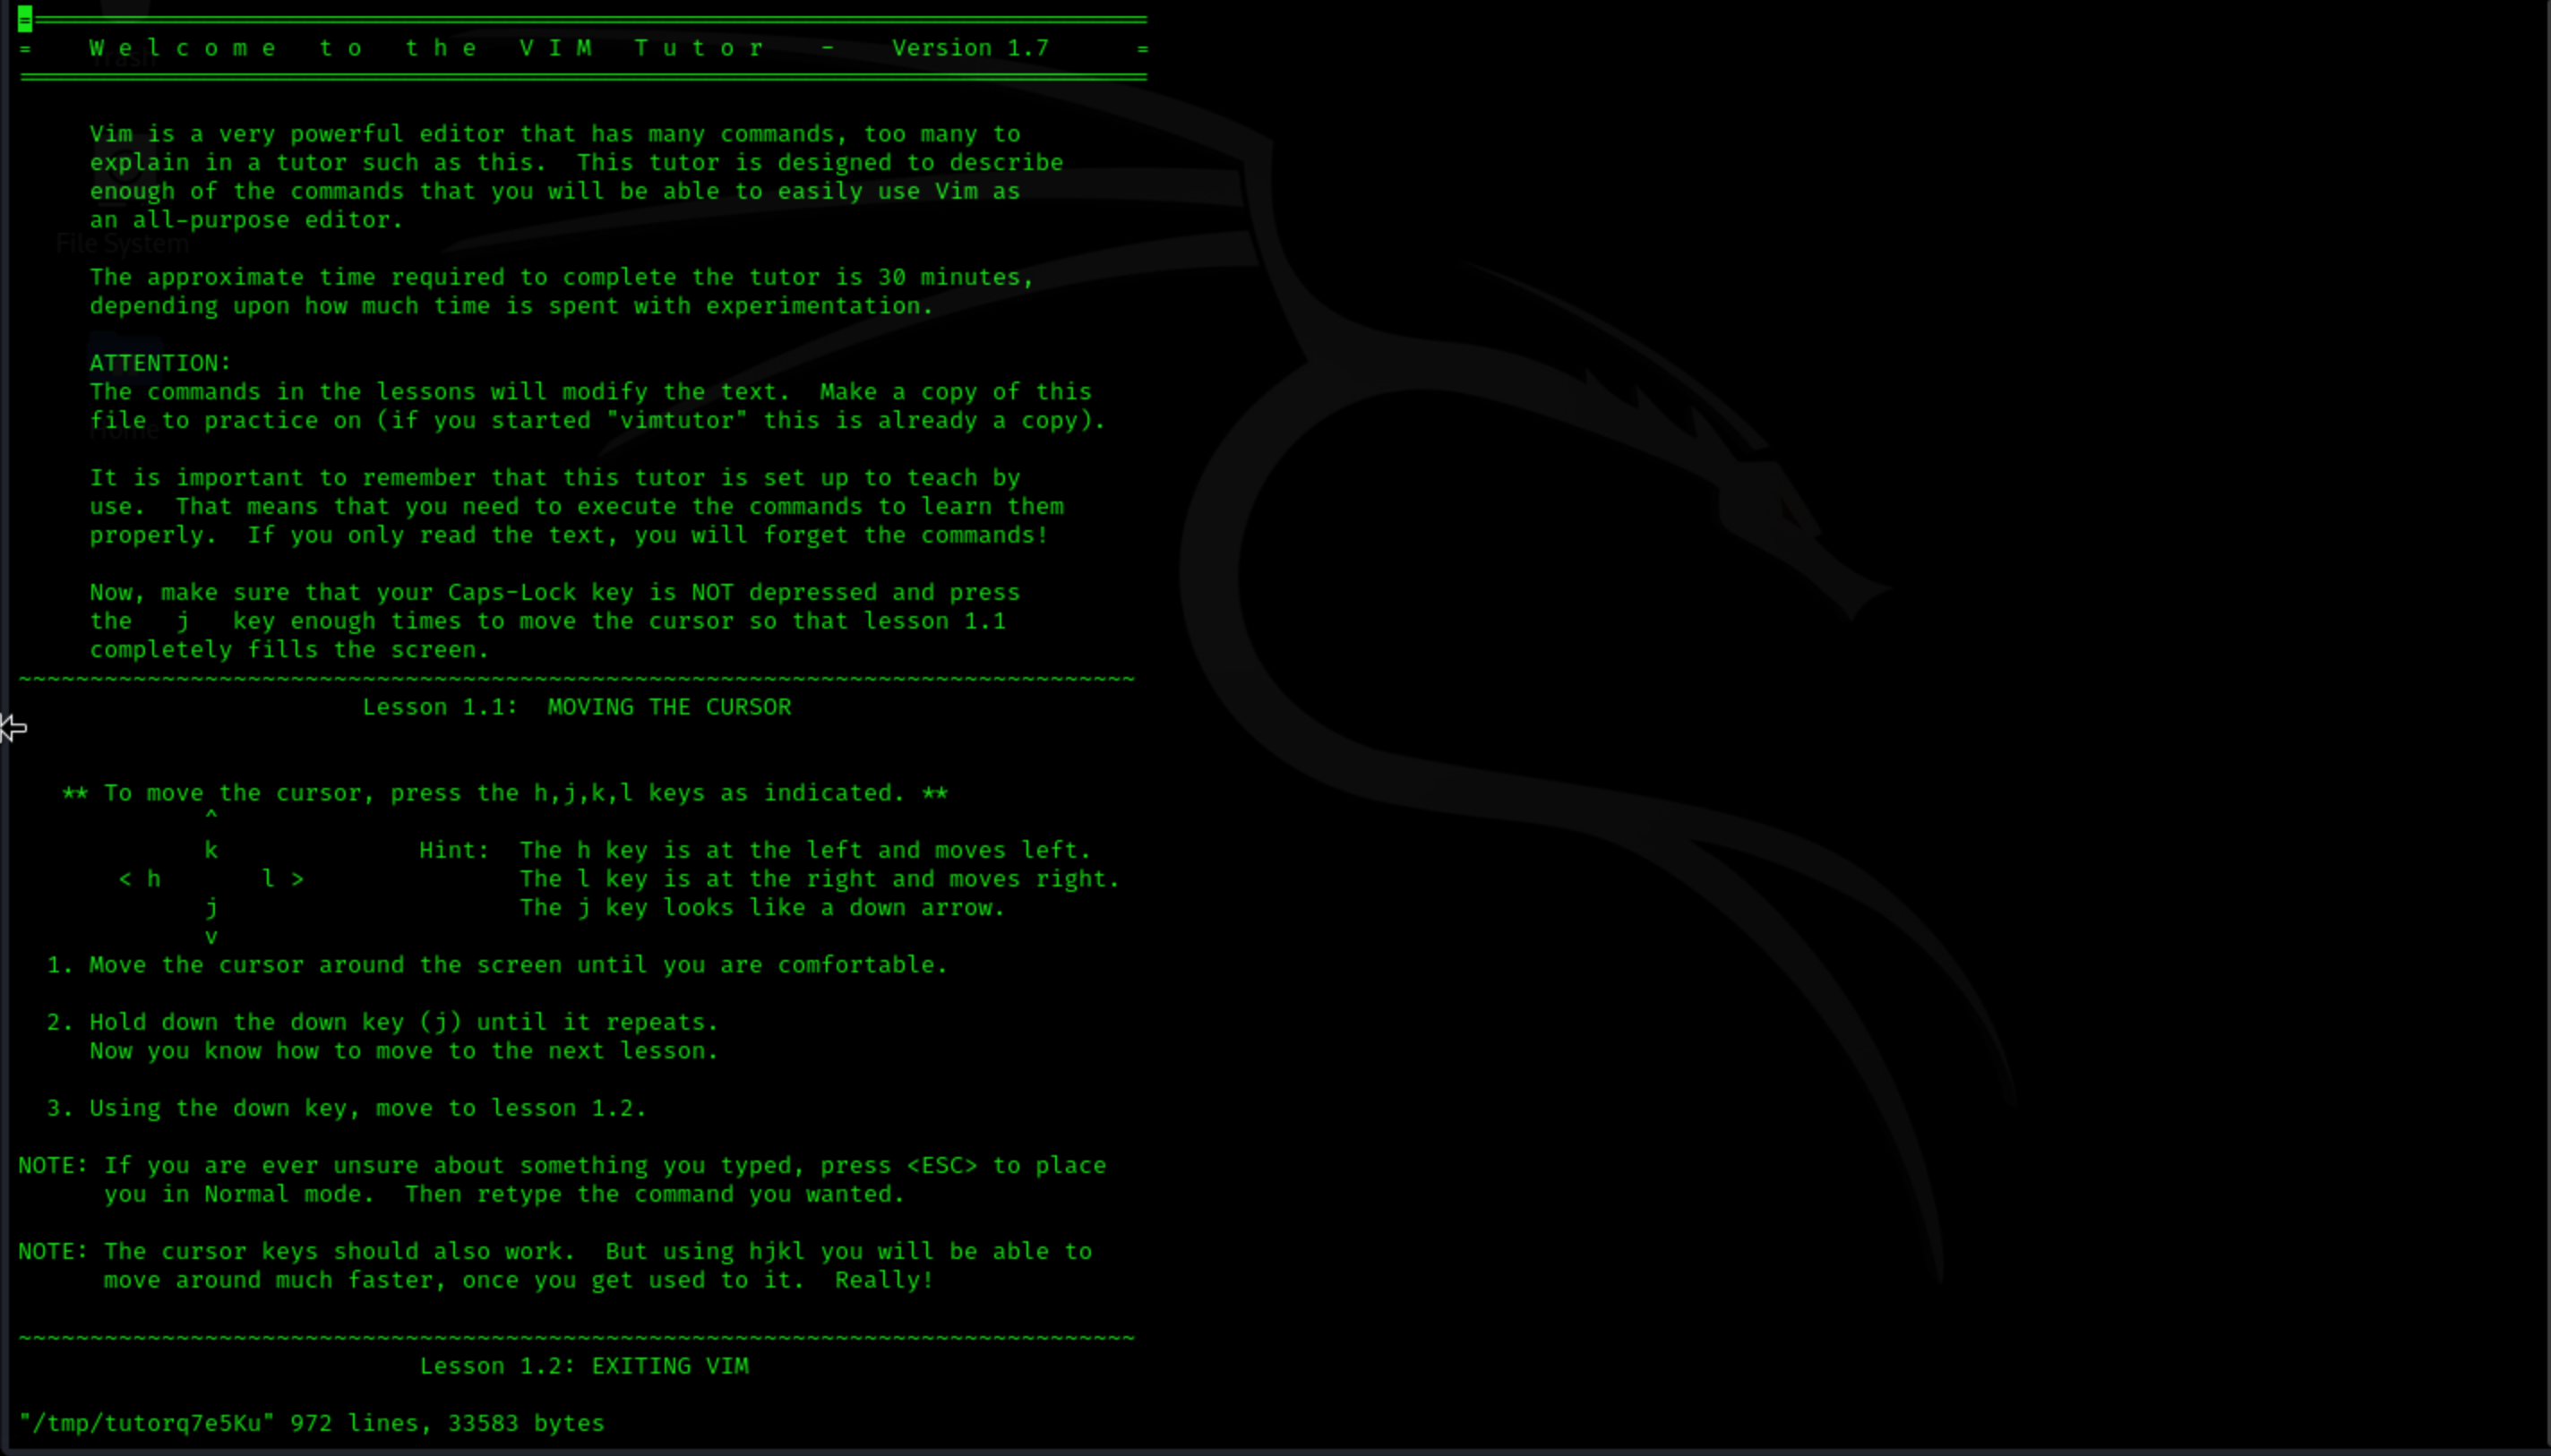 ===============================================================================
=    W e l c o m e   t o   t h e   V I M   T u t o r    -    Version 1.7      =
===============================================================================
Vim is a very powerful editor that has many commands, too many to
explain in a tutor such as this.  This tutor is designed to describe
enough of the commands that you will be able to easily use Vim as
an all-purpose editor.
File System
The approximate time required to complete the tutor is 30 minutes,
depending upon how much time is spent with experimentation.
ATTENTION:
The commands in the lessons will modify the text.  Make a copy of this
file to practice on (if you started "vimtutor" this is already a copy).
Home
It is important to remember that this tutor is set up to teach by
use.  That means that you need to execute the commands to learn them
properly.  If you only read the text, you will forget the commands!
Now, make sure that your Caps-Lock key is NOT depressed and press
the   j   key enough times to move the cursor so that lesson 1.1
completely fills the screen.
~~~~~~~~~~~~~~~~~~~~~~~~~~~~~~~~~~~~~~~~~~~~~~~~~~~~~~~~~~~~~~~~~~~~~~~~~~~~~~
Lesson 1.1:  MOVING THE CURSOR
** To move the cursor, press the h,j,k,l keys as indicated. **
^
k              Hint:  The h key is at the left and moves left.
< h       l >               The l key is at the right and moves right.
j                     The j key looks like a down arrow.
v
1. Move the cursor around the screen until you are comfortable.
2. Hold down the down key (j) until it repeats.
Now you know how to move to the next lesson.
3. Using the down key, move to lesson 1.2.
NOTE: If you are ever unsure about something you typed, press <ESC> to place
you in Normal mode.  Then retype the command you wanted.
NOTE: The cursor keys should also work.  But using hjkl you will be able to
move around much faster, once you get used to it.  Really!
~~~~~~~~~~~~~~~~~~~~~~~~~~~~~~~~~~~~~~~~~~~~~~~~~~~~~~~~~~~~~~~~~~~~~~~~~~~~~~
Lesson 1.2: EXITING VIM
"/tmp/tutorq7e5Ku" 972 lines, 33583 bytes